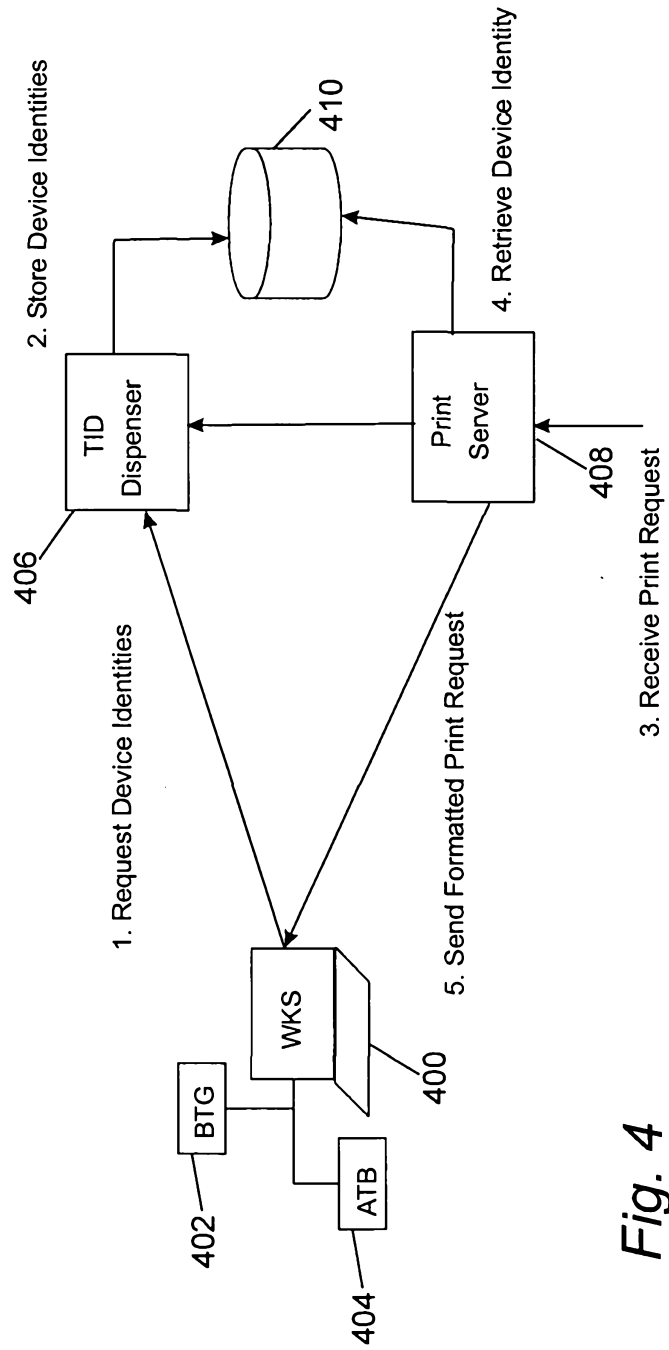 2. Store Device Identities
406
TID
Dispenser
410
1. Request Device Identities
4. Retrieve Device Identity
Print
Server
408
3. Receive Print Request
5. Send Formatted Print Request
WKS
400
BTG
402
ATB
404
Fig. 4